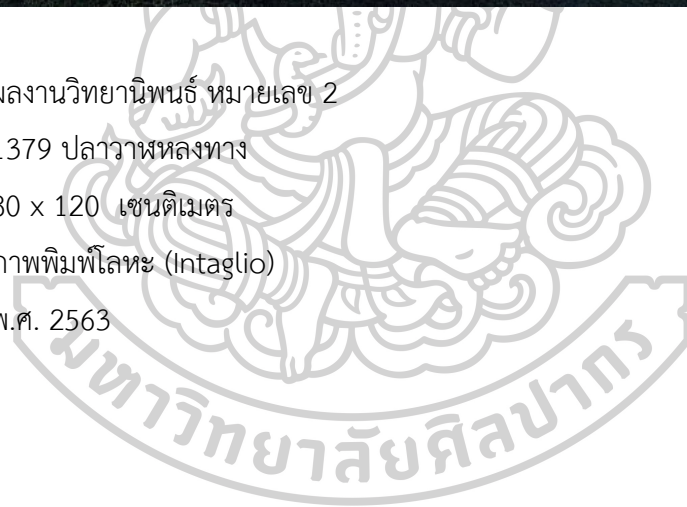 ผลงานวิทยานิพนธ์ หมายเลข 2
1379 ปลาวาฬหลงทาง
80 x 120 เซนติเมตร
ภาพพิมพ์โลหะ (Intaglio)
พ.ศ. 2563
มหาวิทยาลัยศิลปากร